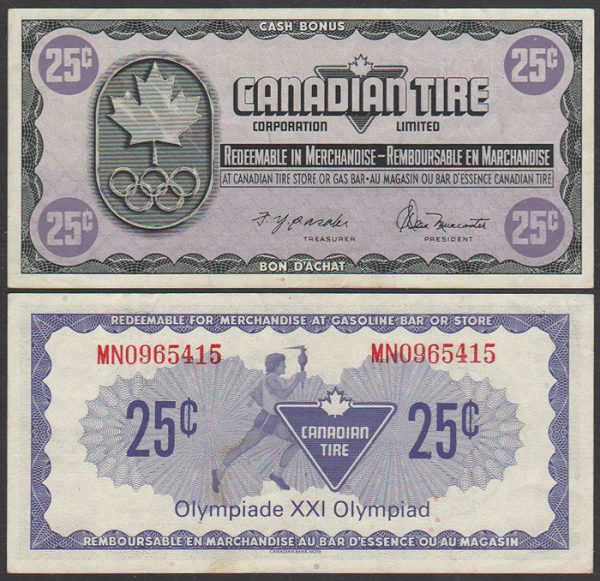 CASH BONUS
25¢ 25¢
CANADIAN TIRE
CORPORATION LIMITED
REDEEMABLE IN MERCHANDISE - REMBOURSABLE EN MARCHANDISE
AT CANADIAN TIRE STORE OR GAS BAR • AU MAGASIN OU BAR D'ESSENCE CANADIAN TIRE
25¢ 25¢
TREASURER PRESIDENT
BON D'ACHAT
REDEEMABLE FOR MERCHANDISE AT GASOLINE BAR OR STORE
MN0965415 MN0965415
25¢ 25¢
CANADIAN
TIRE
Olympiade XXI Olympiad
REMBOURSABLE EN MARCHANDISE AU BAR D'ESSENCE OU AU MAGASIN
CANADIAN BANK NOTE